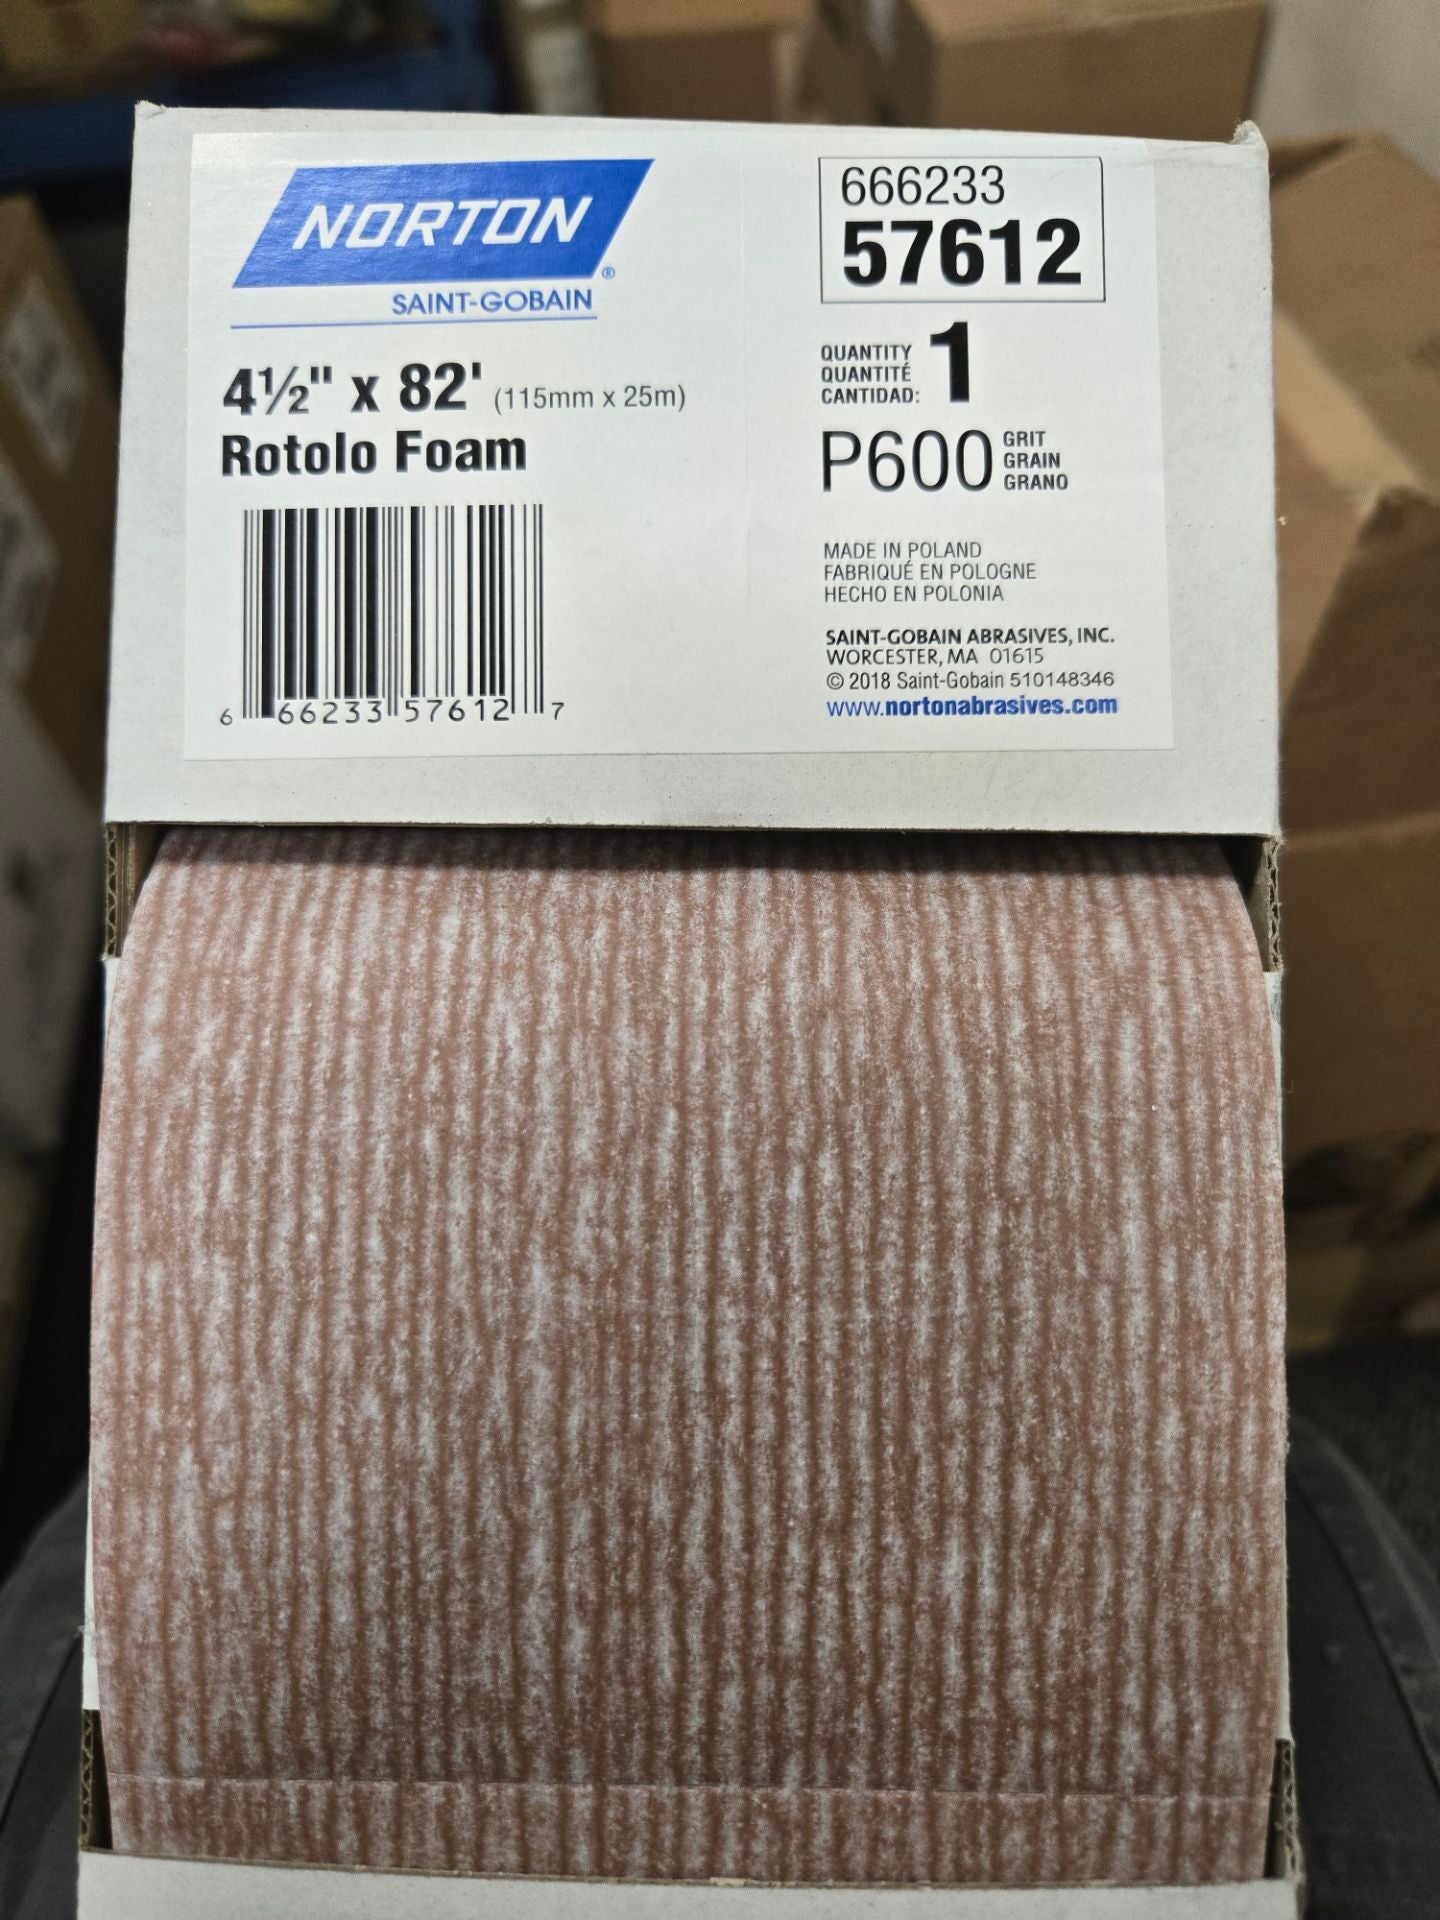 NORTON®
SAINT-GOBAIN
4½" x 82' (115mm x 25m)
Rotolo Foam
6 66233 57612 7
666233
57612
QUANTITY
QUANTITÉ
CANTIDAD:
1
P600
GRIT
GRAIN
GRANO
MADE IN POLAND
FABRIQUÉ EN POLOGNE
HECHO EN POLONIA
SAINT-GOBAIN ABRASIVES, INC.
WORCESTER, MA 01615
© 2018 Saint-Gobain 510148346
www.nortonabrasives.com